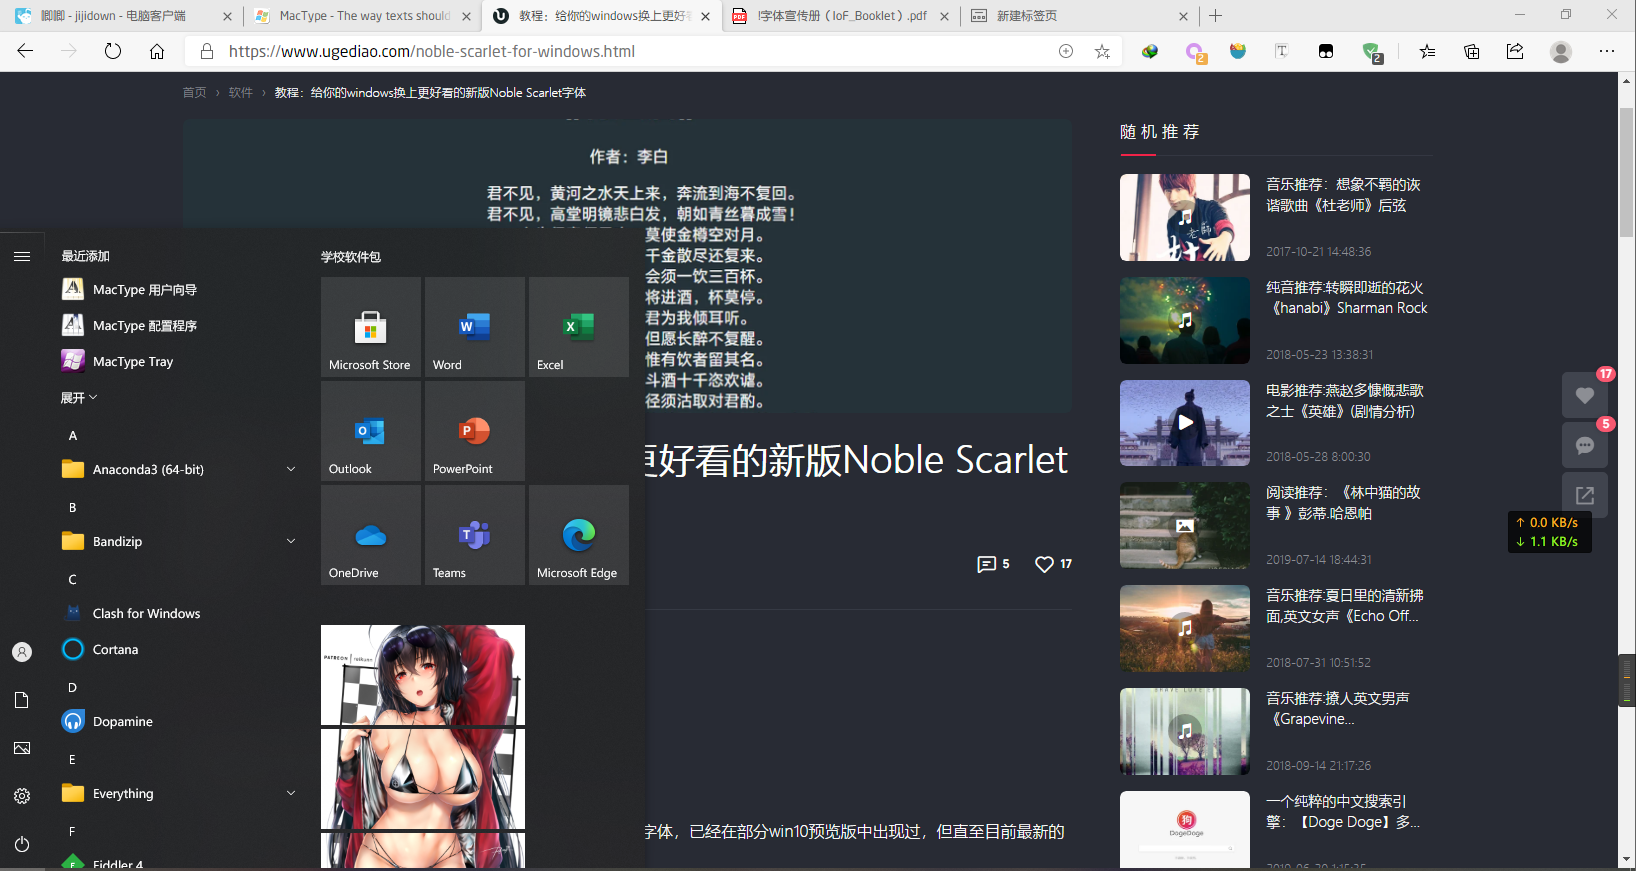 唧唧 - jijidown - 电脑客户端
MacType - The way texts should
教程：给你的windows换上更好看
!字体宣传册（IoF_Booklet）.pdf
新建标签页
https://www.ugediao.com/noble-scarlet-for-windows.html
2
2
首页 › 软件 › 教程：给你的windows换上更好看的新版Noble Scarlet字体
作者：李白
君不见，黄河之水天上来，奔流到海不复回。
君不见，高堂明镜悲白发，朝如青丝暮成雪！
莫使金樽空对月。
千金散尽还复来。
会须一饮三百杯。
将进酒，杯莫停。
君为我倾耳听。
但愿长醉不复醒。
惟有饮者留其名。
斗酒十千恣欢谑。
径须沽取对君酌。
更好看的新版Noble Scarlet
5
17
字体，已经在部分win10预览版中出现过，但直至目前最新的
最近添加
MacType 用户向导
MacType 配置程序
MacType Tray
展开
A
Anaconda3 (64-bit)
B
Bandizip
C
Clash for Windows
Cortana
D
Dopamine
E
Everything
F
Fiddler 4
学校软件包
Microsoft Store
Word
Excel
Outlook
PowerPoint
OneDrive
Teams
Microsoft Edge
随机推荐
音乐推荐：想象不羁的诙
谐歌曲《杜老师》后弦
2017-10-21 14:48:36
纯音推荐:转瞬即逝的花火
《hanabi》Sharman Rock
2018-05-23 13:38:31
电影推荐:燕赵多慷慨悲歌
之士《英雄》(剧情分析)
2018-05-28 8:00:30
阅读推荐：《林中猫的故
事 》彭蒂.哈恩帕
2019-07-14 18:44:31
音乐推荐:夏日里的清新拂
面,英文女声《Echo Off...
2018-07-31 10:51:52
音乐推荐:撩人英文男声
《Grapevine...
2018-09-14 21:17:26
一个纯粹的中文搜索引
擎：【Doge Doge】多...
狗
DogeDoge
17
5
↑ 0.0 KB/s
↓ 1.1 KB/s